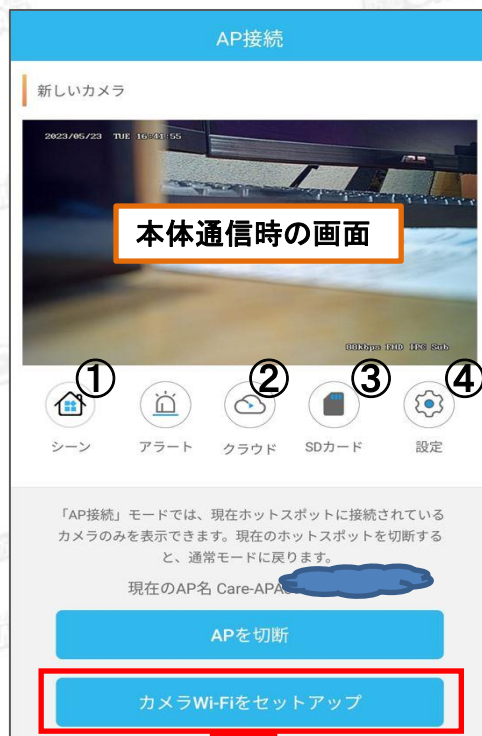 AP接続
新しいカメラ
2023/05/23 TUE 16:41:55
本体通信時の画面
88Kbps FHD IPC Sub
① ② ③ ④
シーン アラート クラウド SDカード 設定
「AP接続」モードでは、現在ホットスポットに接続されている
カメラのみを表示できます。現在のホットスポットを切断する
と、通常モードに戻ります。
現在のAP名 Care-APA
APを切断
カメラWi-Fiをセットアップ